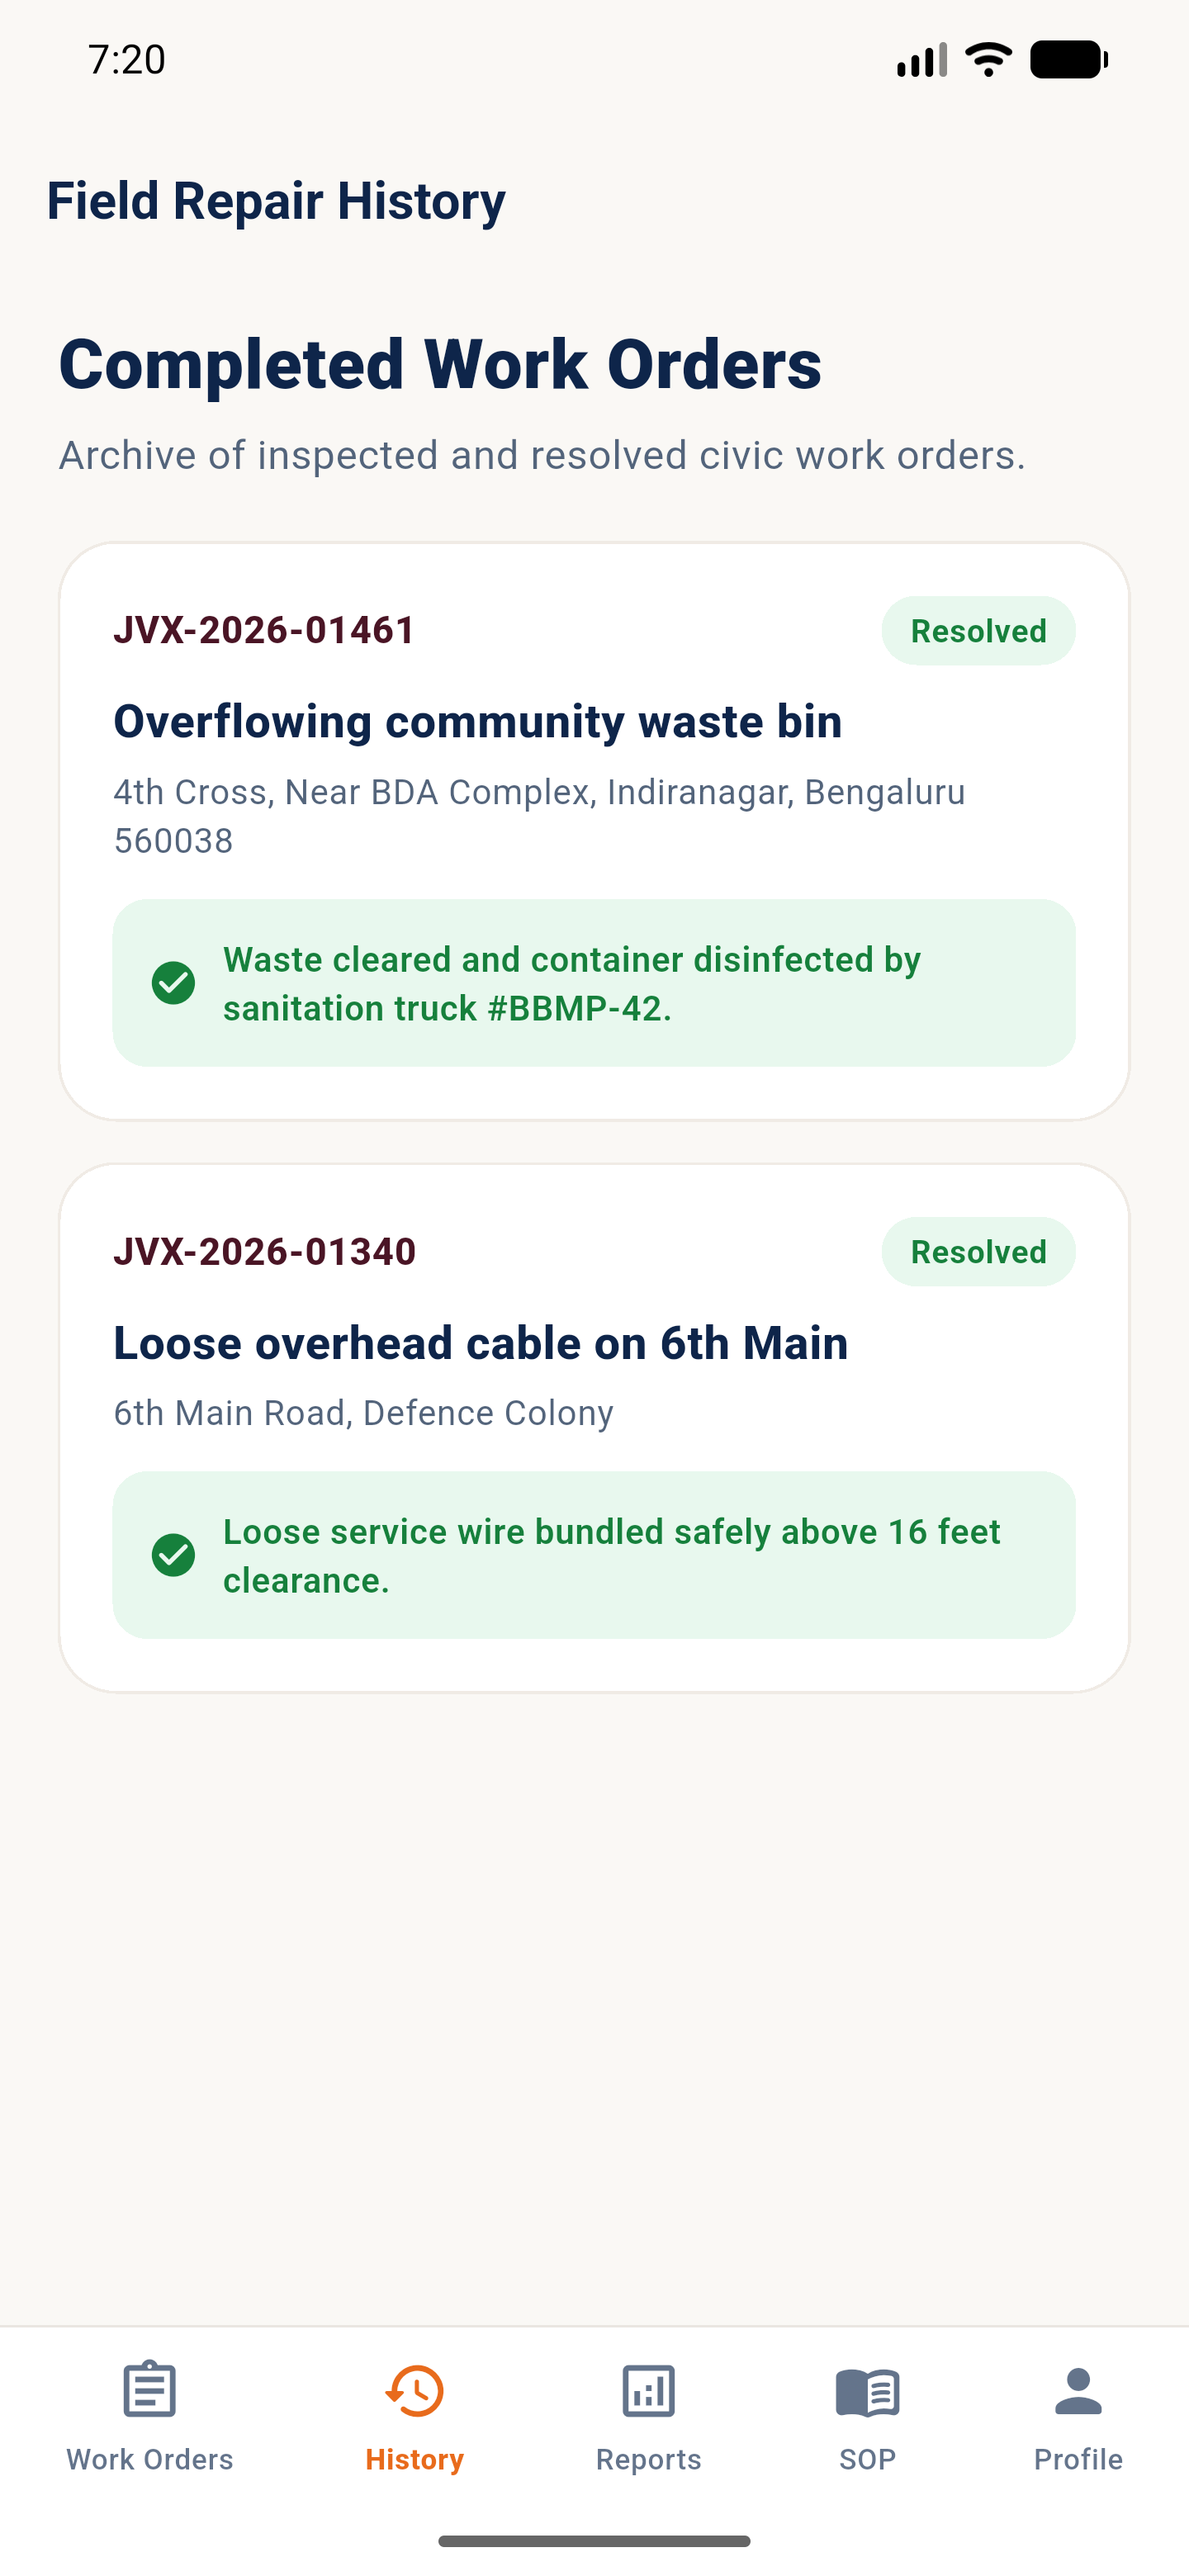 7:20
Field Repair History
Completed Work Orders
Archive of inspected and resolved civic work orders.
JVX-2026-01461
Resolved
Overflowing community waste bin
4th Cross, Near BDA Complex, Indiranagar, Bengaluru
560038
Waste cleared and container disinfected by
sanitation truck #BBMP-42.
JVX-2026-01340
Resolved
Loose overhead cable on 6th Main
6th Main Road, Defence Colony
Loose service wire bundled safely above 16 feet
clearance.
Work Orders
History
Reports
SOP
Profile